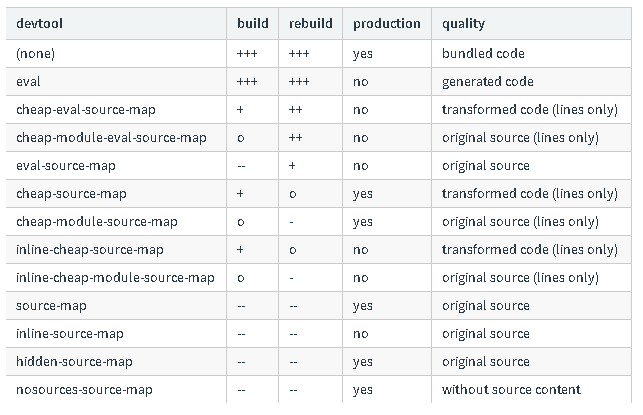 devtool build rebuild production quality
(none) +++ +++ yes bundled code
eval +++ +++ no generated code
cheap-eval-source-map + ++ no transformed code (lines only)
cheap-module-eval-source-map o ++ no original source (lines only)
eval-source-map -- + no original source
cheap-source-map + o yes transformed code (lines only)
cheap-module-source-map o - yes original source (lines only)
inline-cheap-source-map + o no transformed code (lines only)
inline-cheap-module-source-map o - no original source (lines only)
source-map -- -- yes original source
inline-source-map -- -- no original source
hidden-source-map -- -- yes original source
nosources-source-map -- -- yes without source content